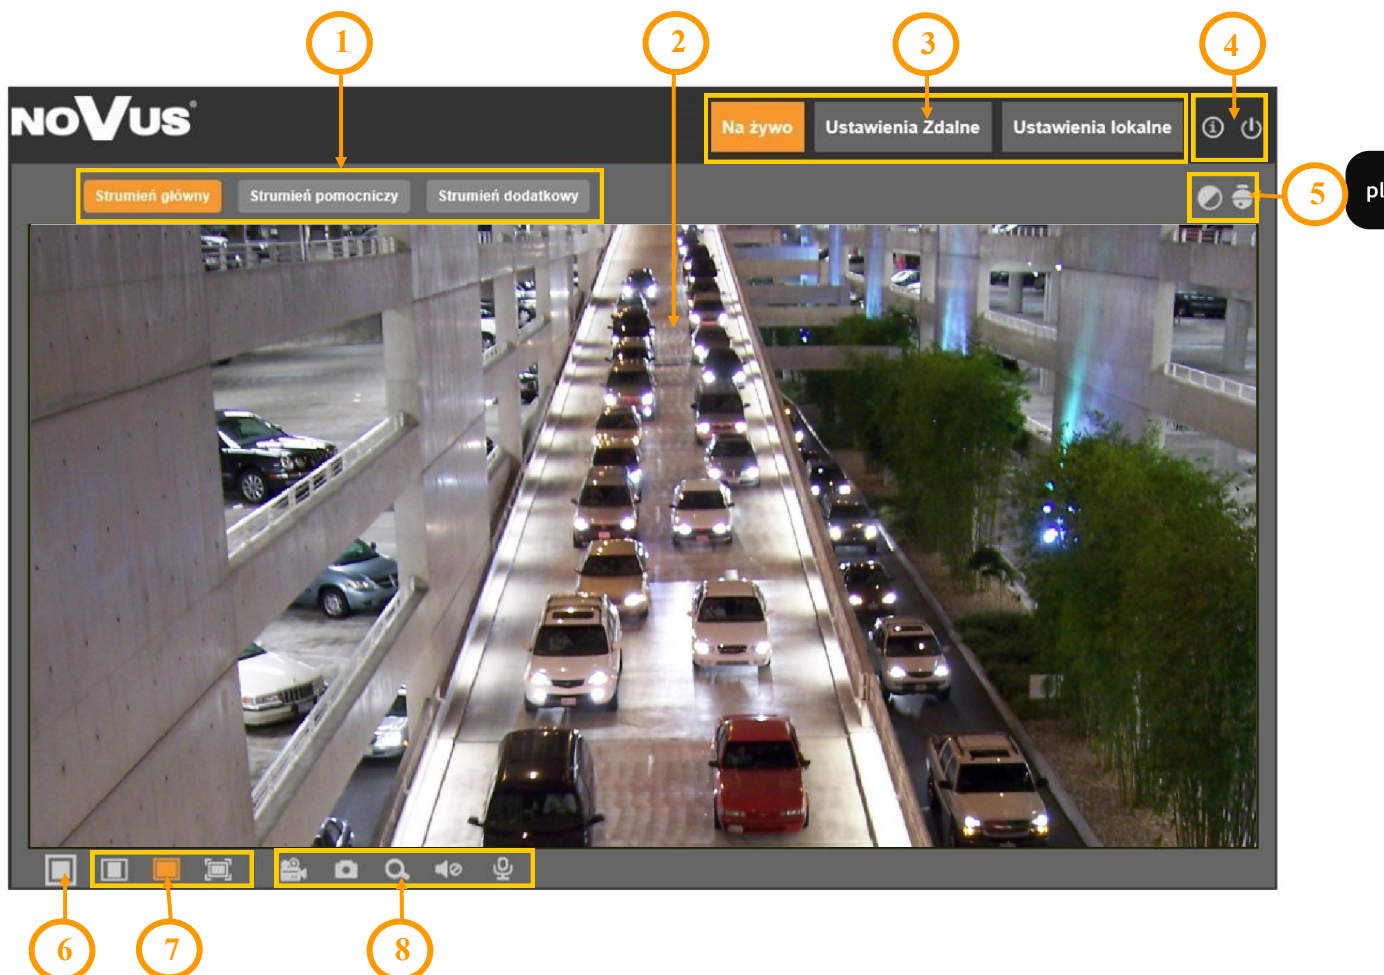 1
2
3
4
NOVUS®
Na żywo
Ustawienia Zdalne
Ustawienia lokalne
Strumień główny
Strumień pomocniczy
Strumień dodatkowy
5
pl
6
7
8